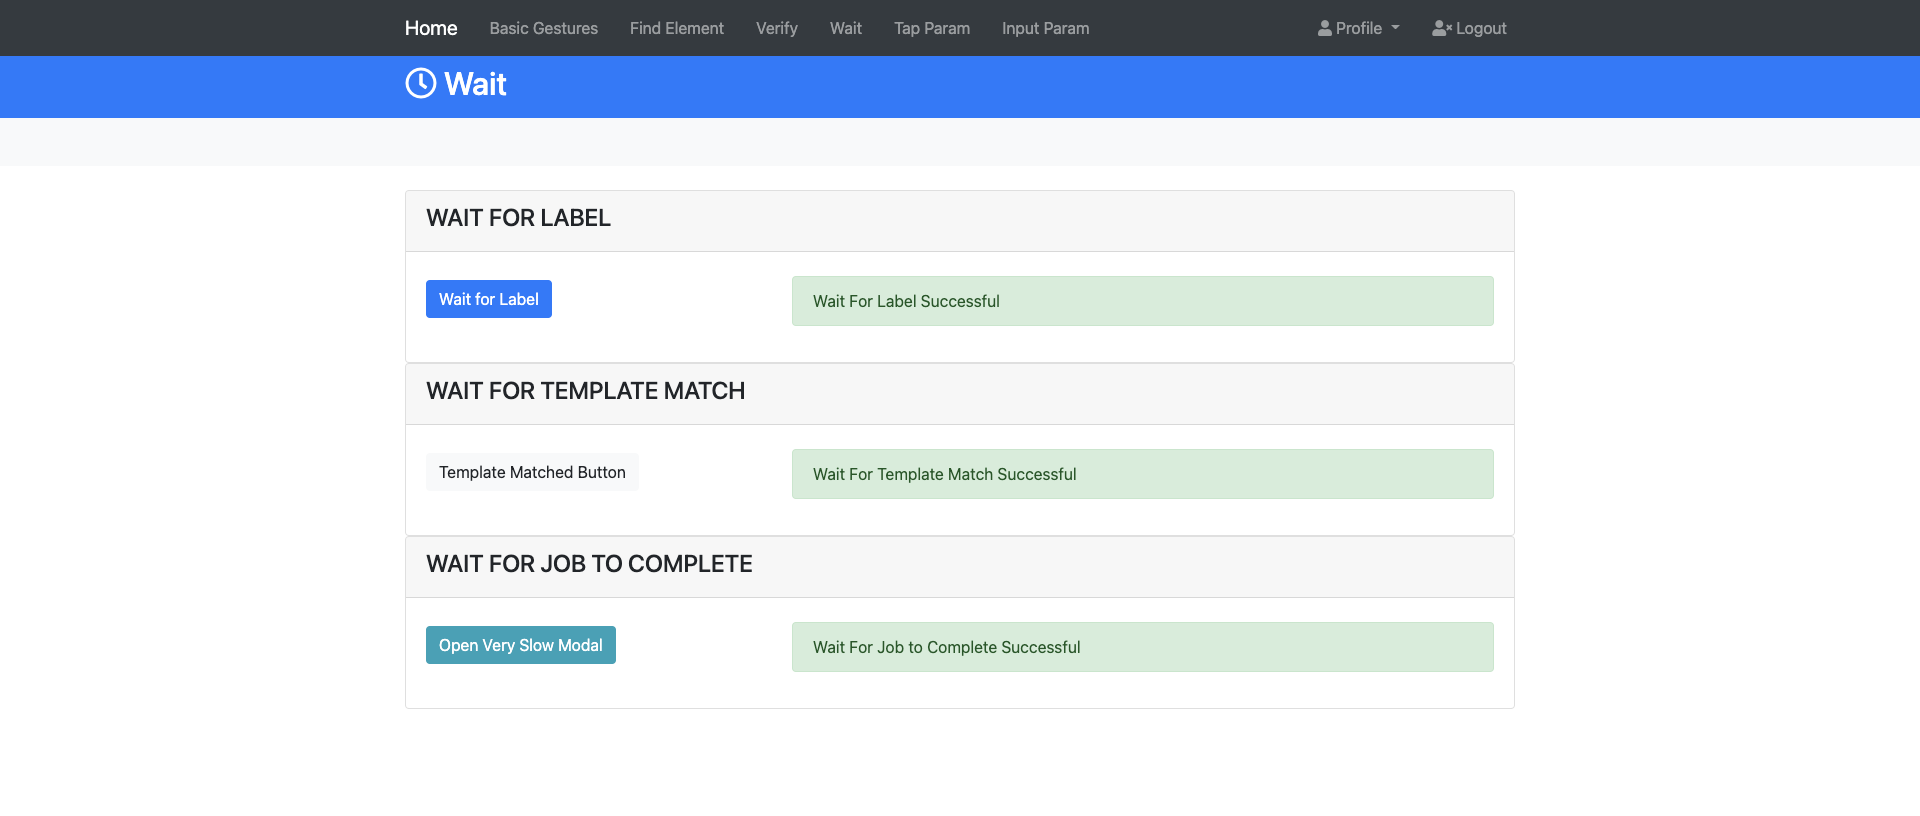 Home Basic Gestures Find Element Verify Wait Tap Param Input Param Profile Logout
Wait
WAIT FOR LABEL
Wait for Label Wait For Label Successful
WAIT FOR TEMPLATE MATCH
Template Matched Button Wait For Template Match Successful
WAIT FOR JOB TO COMPLETE
Open Very Slow Modal Wait For Job to Complete Successful